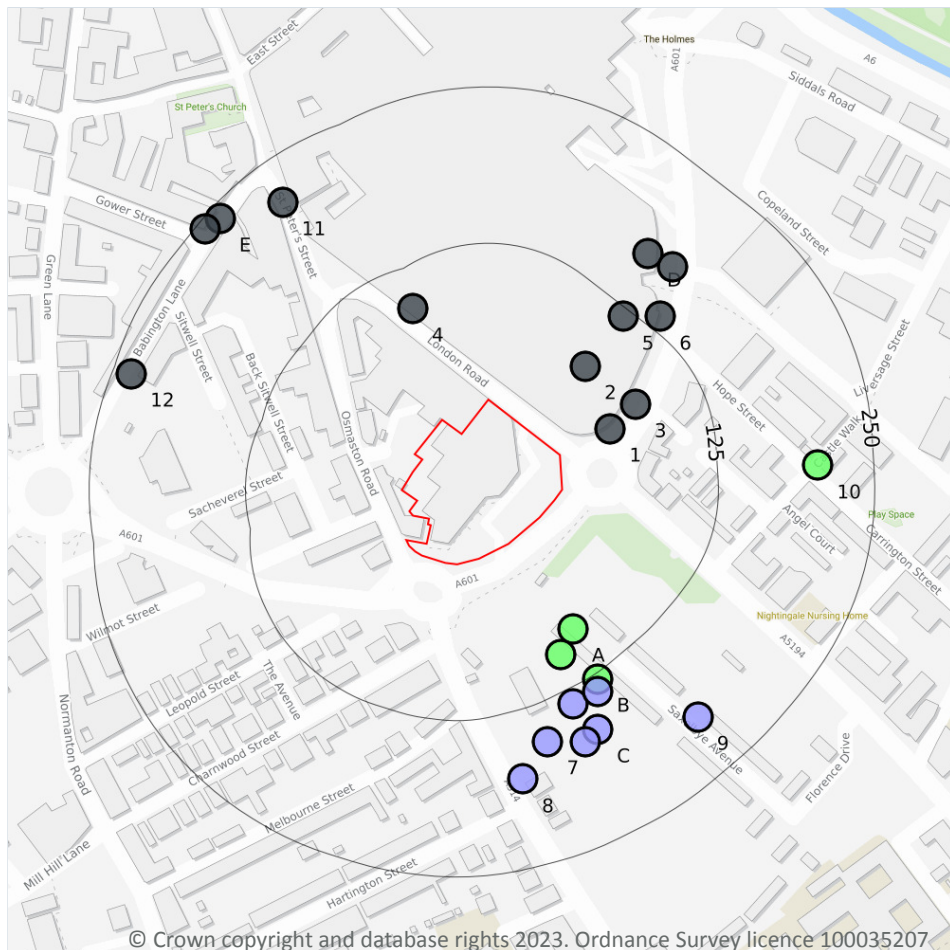 East Street
The Holmes
A601
A6
Siddals Road
St Peter's Church
Gower Street
E
11
St Peter's Street
Copeland Street
D
Green Lane
Babington Lane
Sitwell Street
4
5
6
London Road
Liversage Street
Back Sitwell Street
2
Hope Street
12
3
Osmaston Road
1
125
250
10
Sacheverel Street
Play Space
Angel Court
Carrington Street
A601
A601
Wilmot Street
Nightingale Nursing Home
A5194
A
Leopold Street
The Avenue
B
Normanton Road
Charnwood Street
C
7
9
Florence Drive
8
Melbourne Street
Mill Hill Lane
Hartington Street
© Crown copyright and database rights 2023. Ordnance Survey licence 100035207.